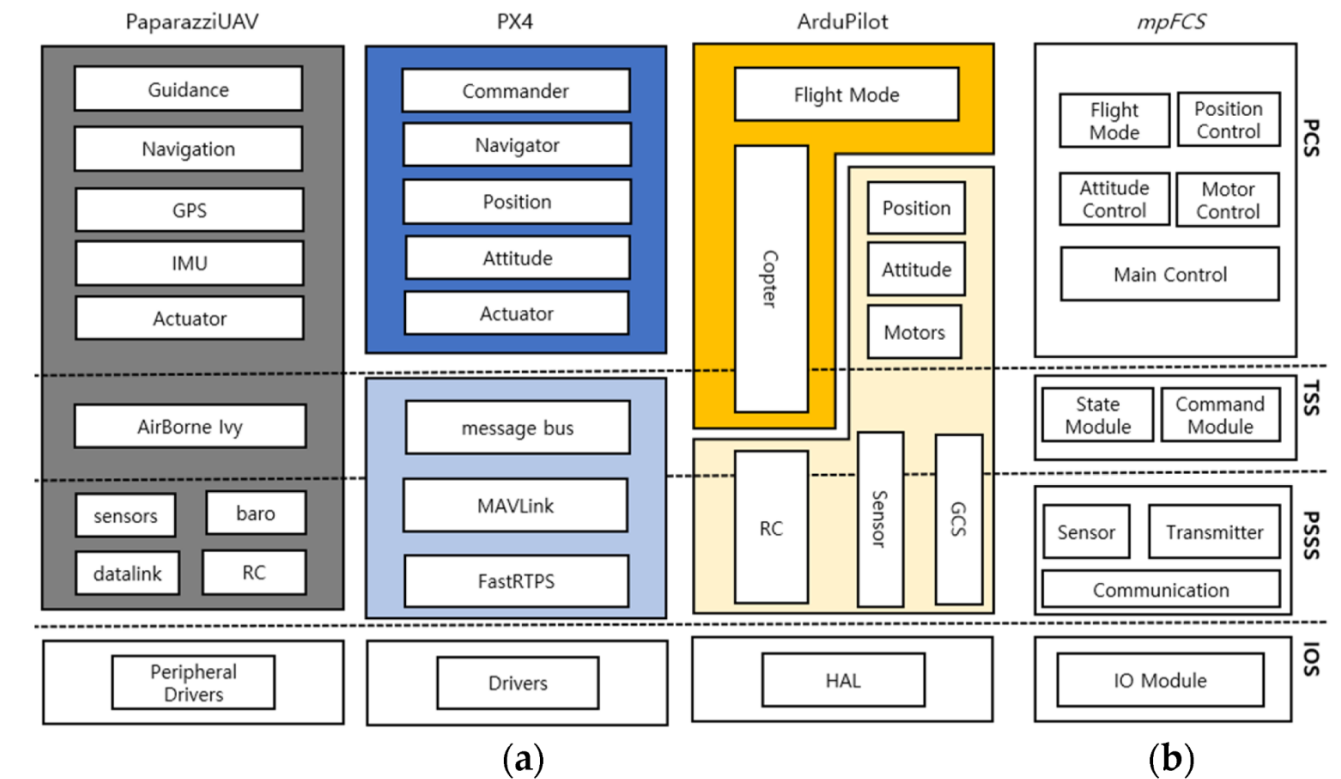 PaparazziUAV
PX4
ArduPilot
mpFCS
Guidance
Navigation
GPS
IMU
Actuator
AirBorne Ivy
sensors
baro
datalink
RC
Peripheral
Drivers
Commander
Navigator
Position
Attitude
Actuator
message bus
MAVLink
FastRTPS
Drivers
Flight Mode
Copter
Position
Attitude
Motors
RC
Sensor
GCS
HAL
Flight
Mode
Position
Control
Attitude
Control
Motor
Control
Main Control
PCS
State
Module
Command
Module
TSS
Sensor
Transmitter
Communication
PSSS
IO Module
IOS
(a)
(b)